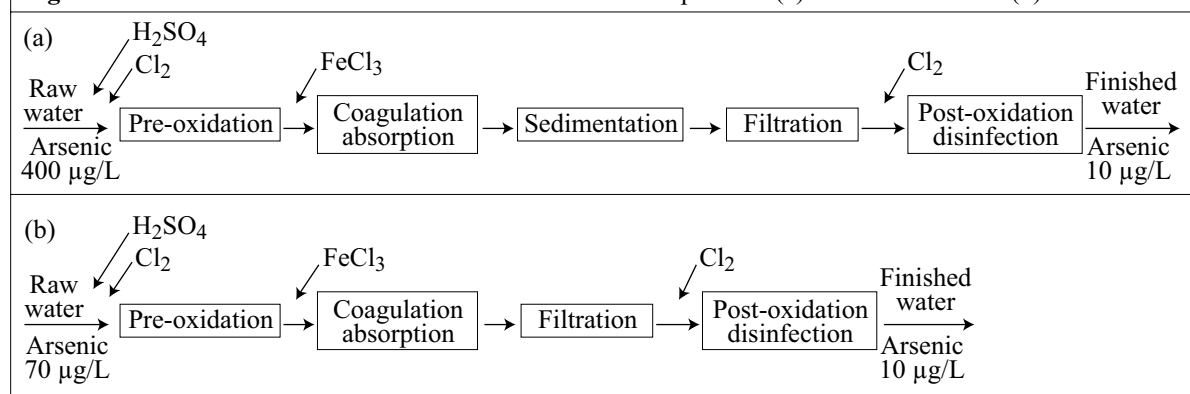 (a)
H₂SO₄
Cl₂
Raw
water
Arsenic
400 µg/L
Pre-oxidation
FeCl₃
Coagulation
absorption
Sedimentation
Filtration
Cl₂
Post-oxidation
disinfection
Finished
water
Arsenic
10 µg/L
(b)
H₂SO₄
Cl₂
Raw
water
Arsenic
70 µg/L
Pre-oxidation
FeCl₃
Coagulation
absorption
Filtration
Cl₂
Post-oxidation
disinfection
Finished
water
Arsenic
10 µg/L